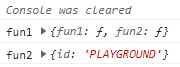 Console was cleared
fun1 ▶ {fun1: ƒ, fun2: ƒ}
fun2 ▶ {id: 'PLAYGROUND'}